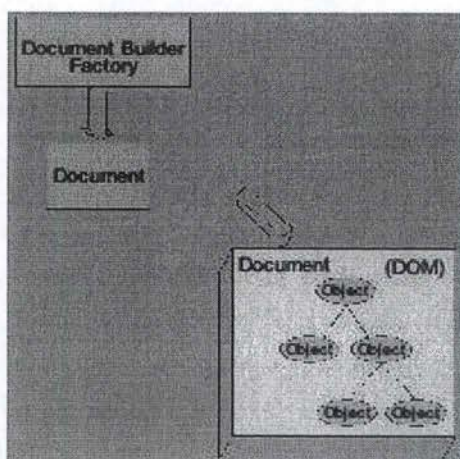 Document Builder
Factory
Document
Document (DOM)
Object
Object Object
Object Object